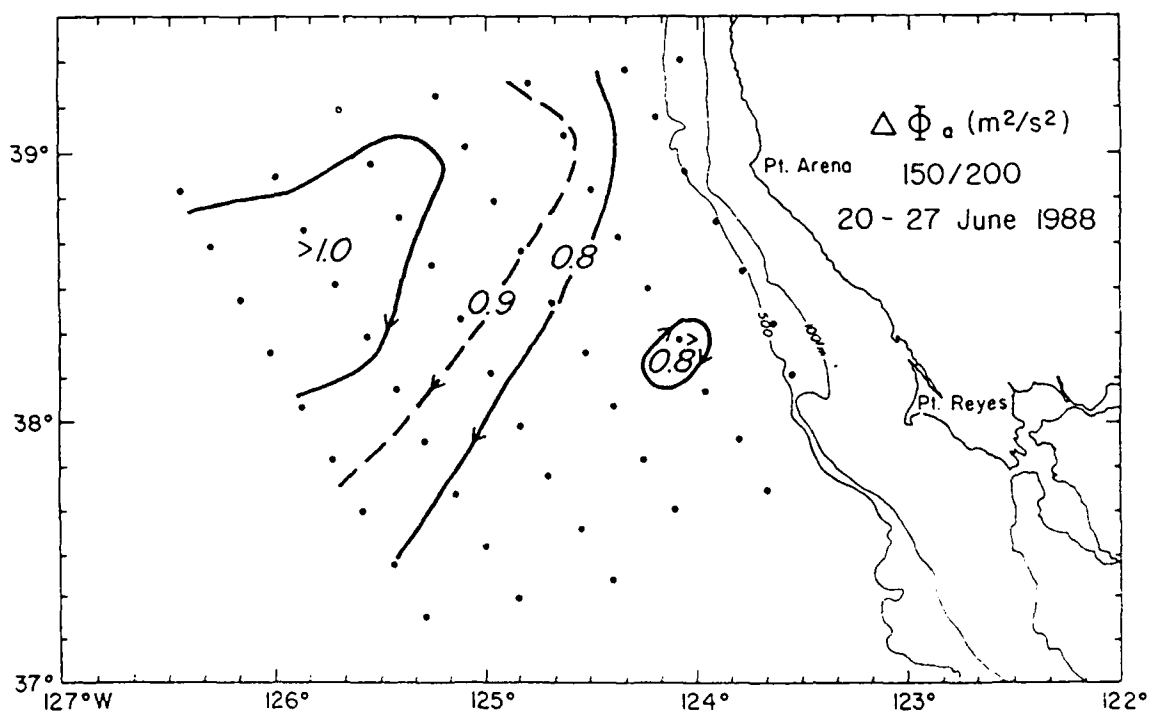 Δ Φa (m2/s2)
150/200
20 - 27 June 1988
39°
Pt. Arena
>1.0
0.9
0.8
>
0.8
500
100m
38°
Pt. Reyes
37°
127°W
126°
125°
124°
123°
122°